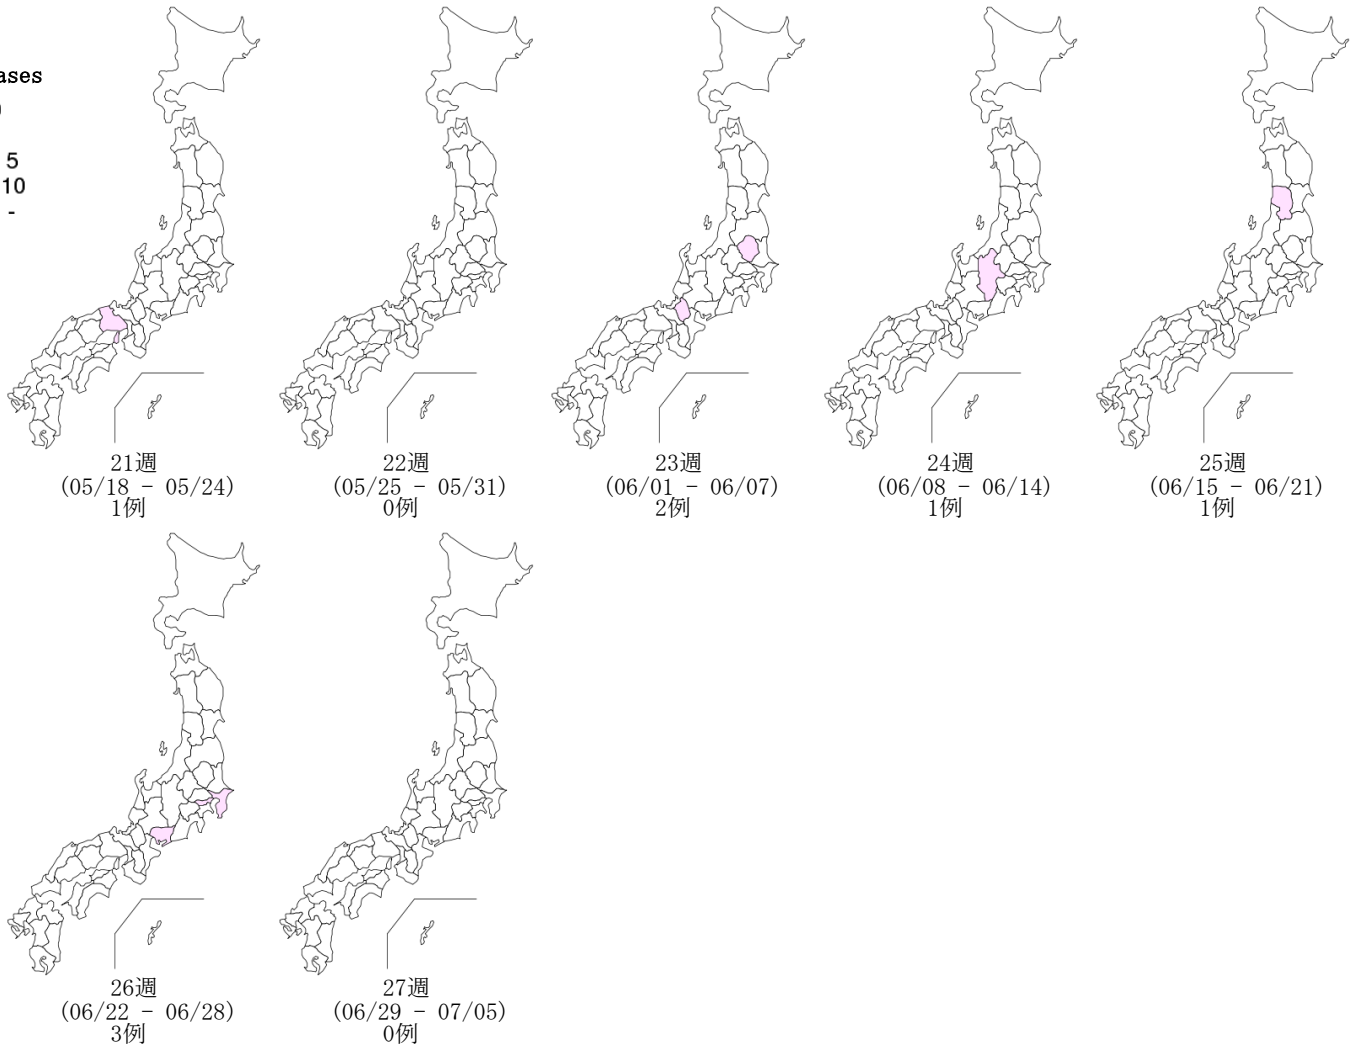 5
10
-
21週
(05/18 - 05/24)
1例
22週
(05/25 - 05/31)
0例
23週
(06/01 - 06/07)
2例
24週
(06/08 - 06/14)
1例
25週
(06/15 - 06/21)
1例
26週
(06/22 - 06/28)
3例
27週
(06/29 - 07/05)
0例